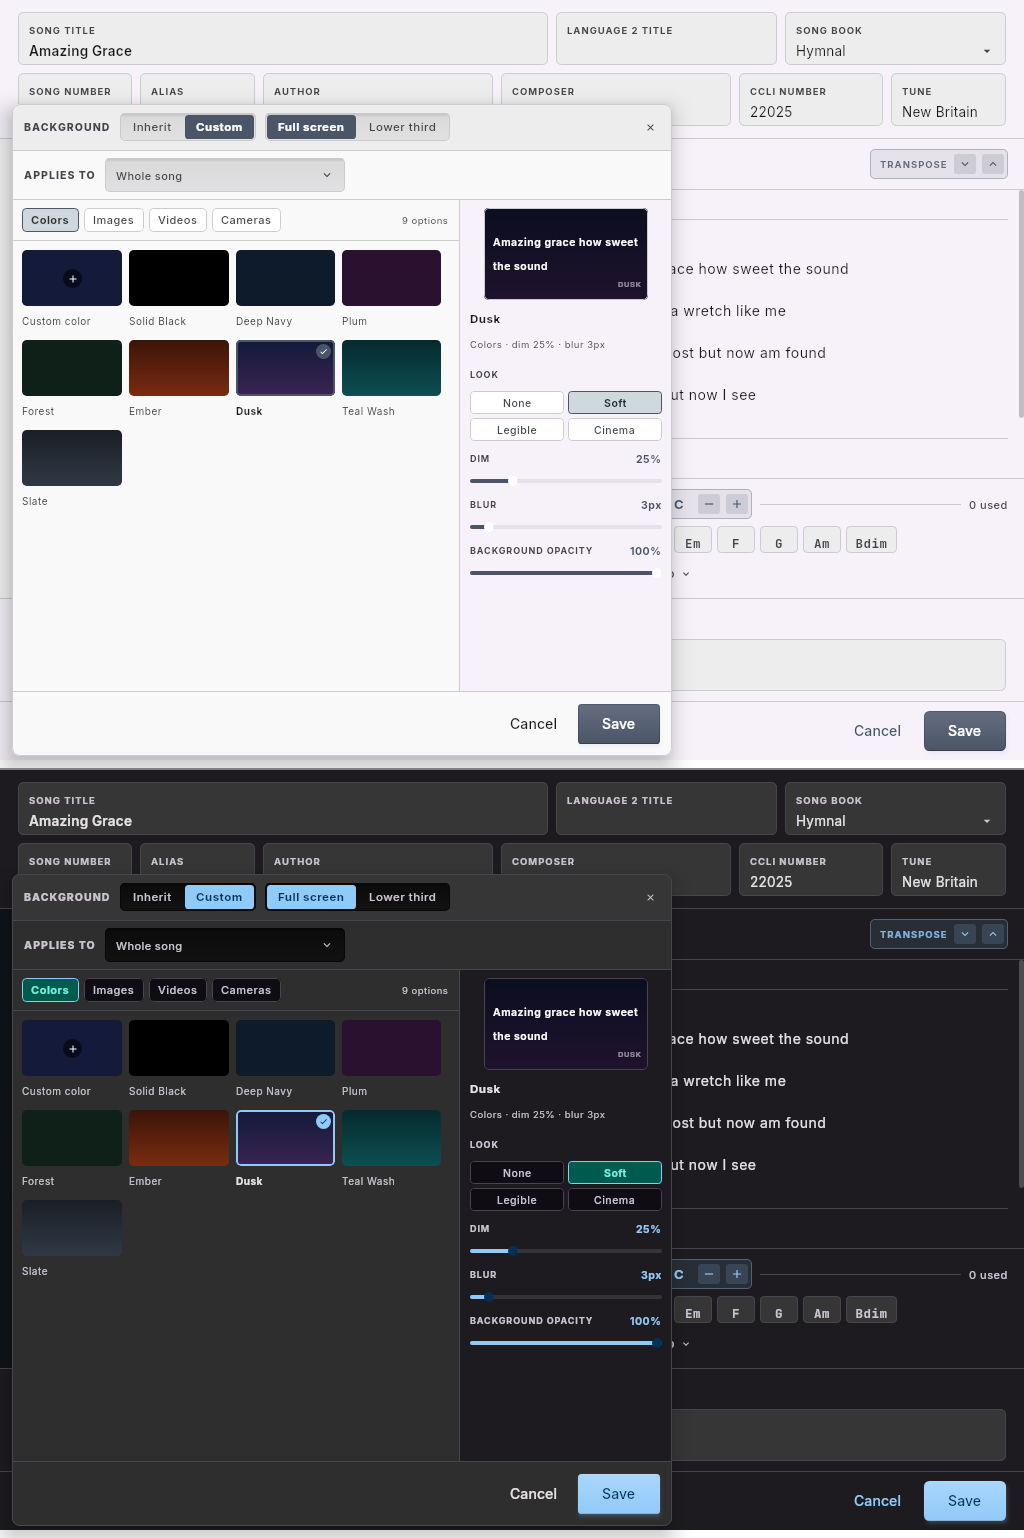 SONG TITLE
Amazing Grace
LANGUAGE 2 TITLE
SONG BOOK
Hymnal
SONG NUMBER
ALIAS
AUTHOR
COMPOSER
CCLI NUMBER
22025
TUNE
New Britain
BACKGROUND
Inherit
Custom
Full screen
Lower third
×
APPLIES TO
Whole song
TRANSPOSE
Colors
Images
Videos
Cameras
9 options
Custom color
Solid Black
Deep Navy
Plum
Forest
Ember
Dusk
Teal Wash
Slate
Amazing grace how sweet
the sound
DUSK
Dusk
Colors · dim 25% · blur 3px
LOOK
None
Soft
Legible
Cinema
DIM
25%
BLUR
3px
BACKGROUND OPACITY
100%
how sweet the sound
a wretch like me
but now am found
now I see
C
0 used
Em
F
G
Am
Bdim
Cancel
Save
Cancel
Save
SONG TITLE
Amazing Grace
LANGUAGE 2 TITLE
SONG BOOK
Hymnal
SONG NUMBER
ALIAS
AUTHOR
COMPOSER
CCLI NUMBER
22025
TUNE
New Britain
BACKGROUND
Inherit
Custom
Full screen
Lower third
×
APPLIES TO
Whole song
TRANSPOSE
Colors
Images
Videos
Cameras
9 options
Custom color
Solid Black
Deep Navy
Plum
Forest
Ember
Dusk
Teal Wash
Slate
Amazing grace how sweet
the sound
DUSK
Dusk
Colors · dim 25% · blur 3px
LOOK
None
Soft
Legible
Cinema
DIM
25%
BLUR
3px
BACKGROUND OPACITY
100%
how sweet the sound
a wretch like me
but now am found
now I see
C
0 used
Em
F
G
Am
Bdim
Cancel
Save
Cancel
Save